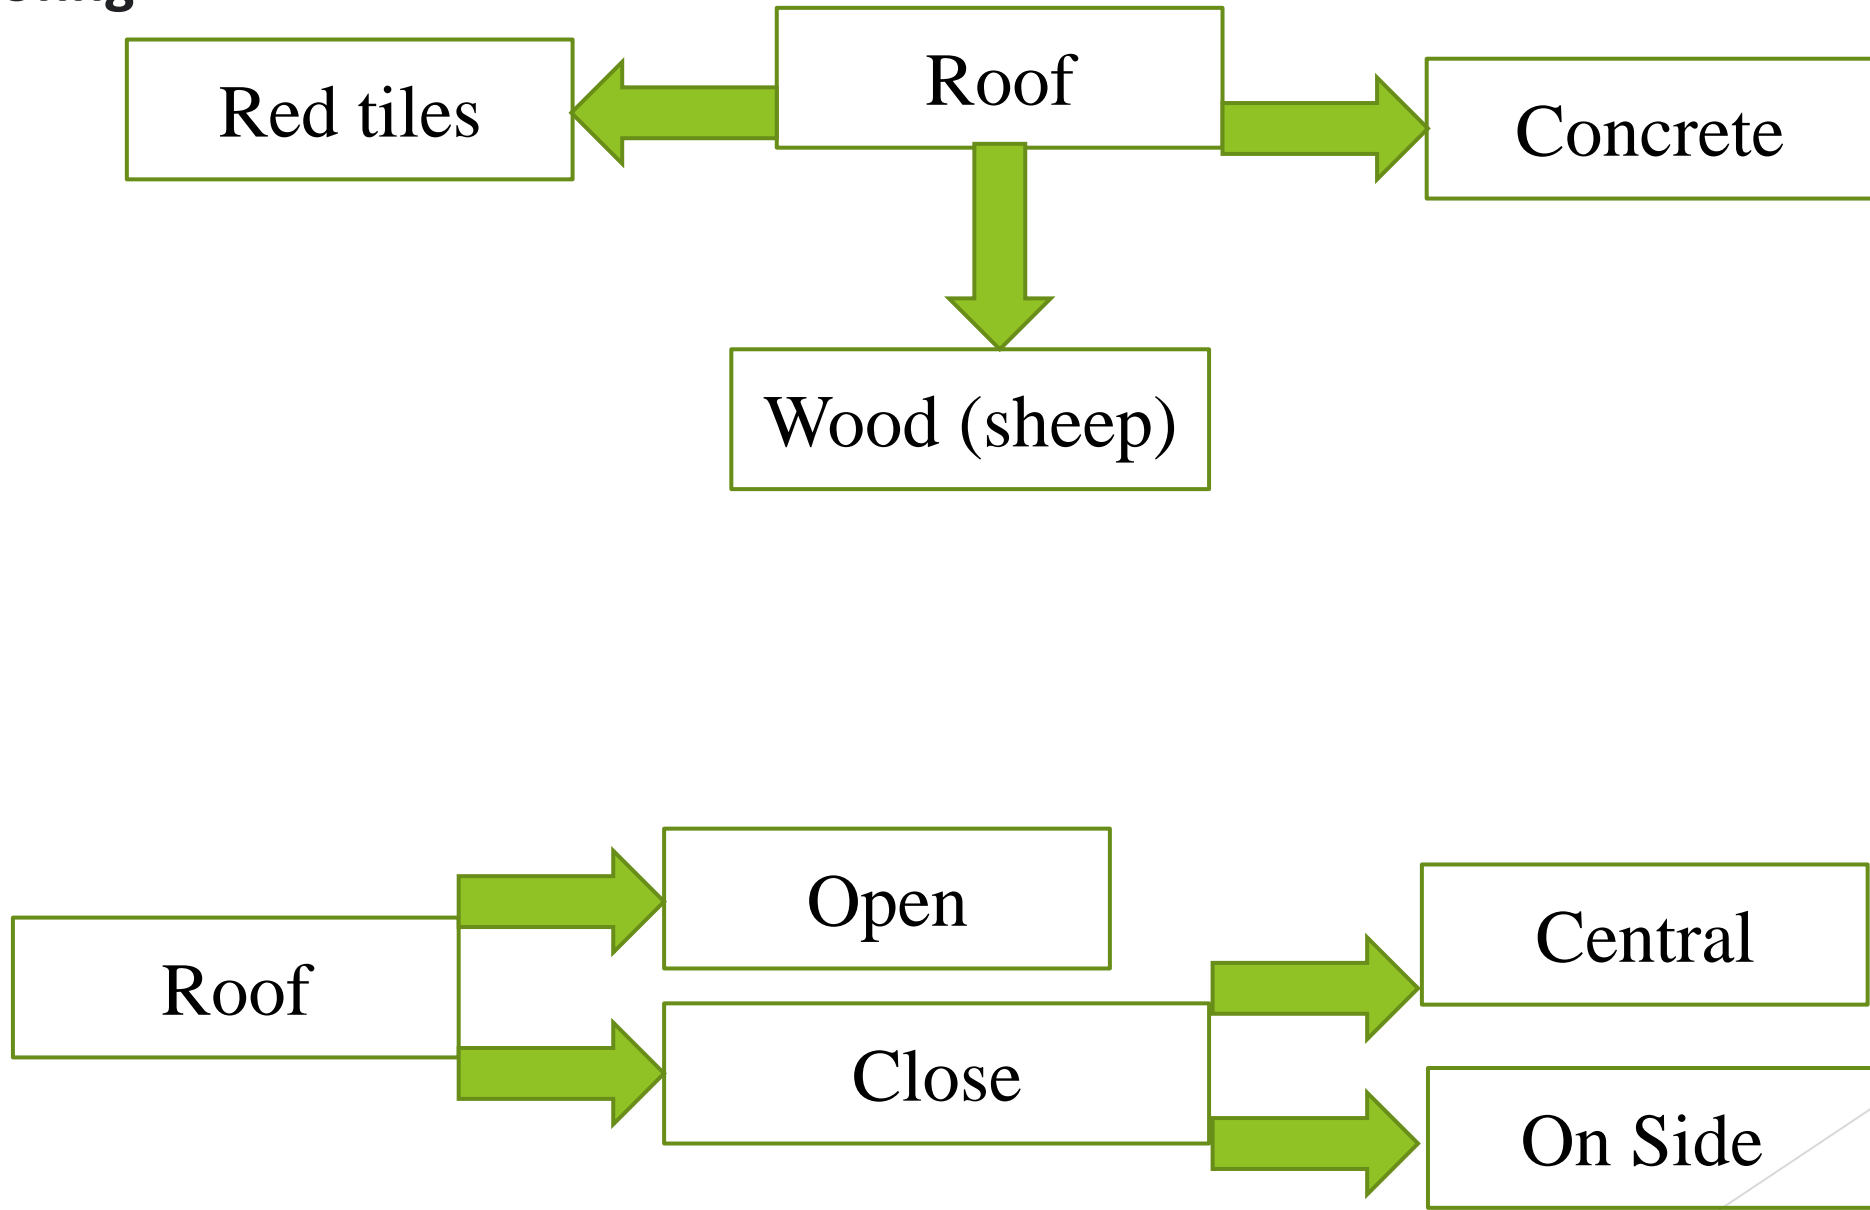 Roof
Red tiles
Concrete
Wood (sheep)
Open
Central
Roof
Close
On Side